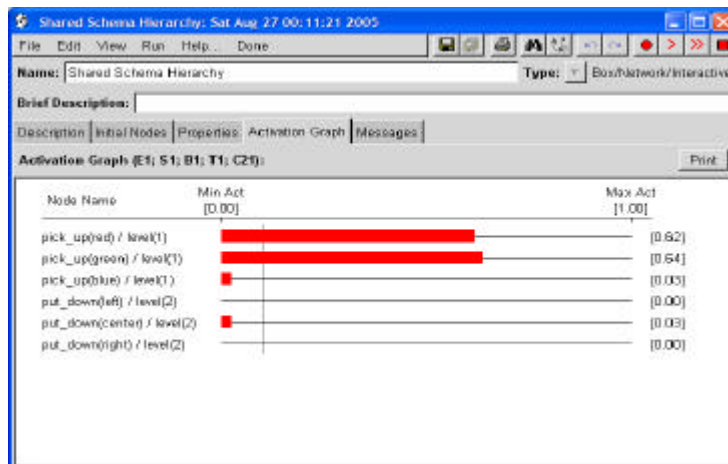 Shared Schema Hierarchy: Sat Aug 27 00:11:21 2005
File Edit View Run Help... Done
Name: Shared Schema Hierarchy Type: Box/Network/Interactive
Brief Description:
Description Initial Nodes Properties Activation Graph Messages
Activation Graph (E1; S1; B1; T1; C21): Print
Node Name Min Act Max Act
[0.00] [1.00]
pick_up(red) / level(1) [0.62]
pick_up(green) / level(1) [0.64]
pick_up(blue) / level(1) [0.03]
put_down(left) / level(2) [0.00]
put_down(center) / level(2) [0.03]
put_down(right) / level(2) [0.00]